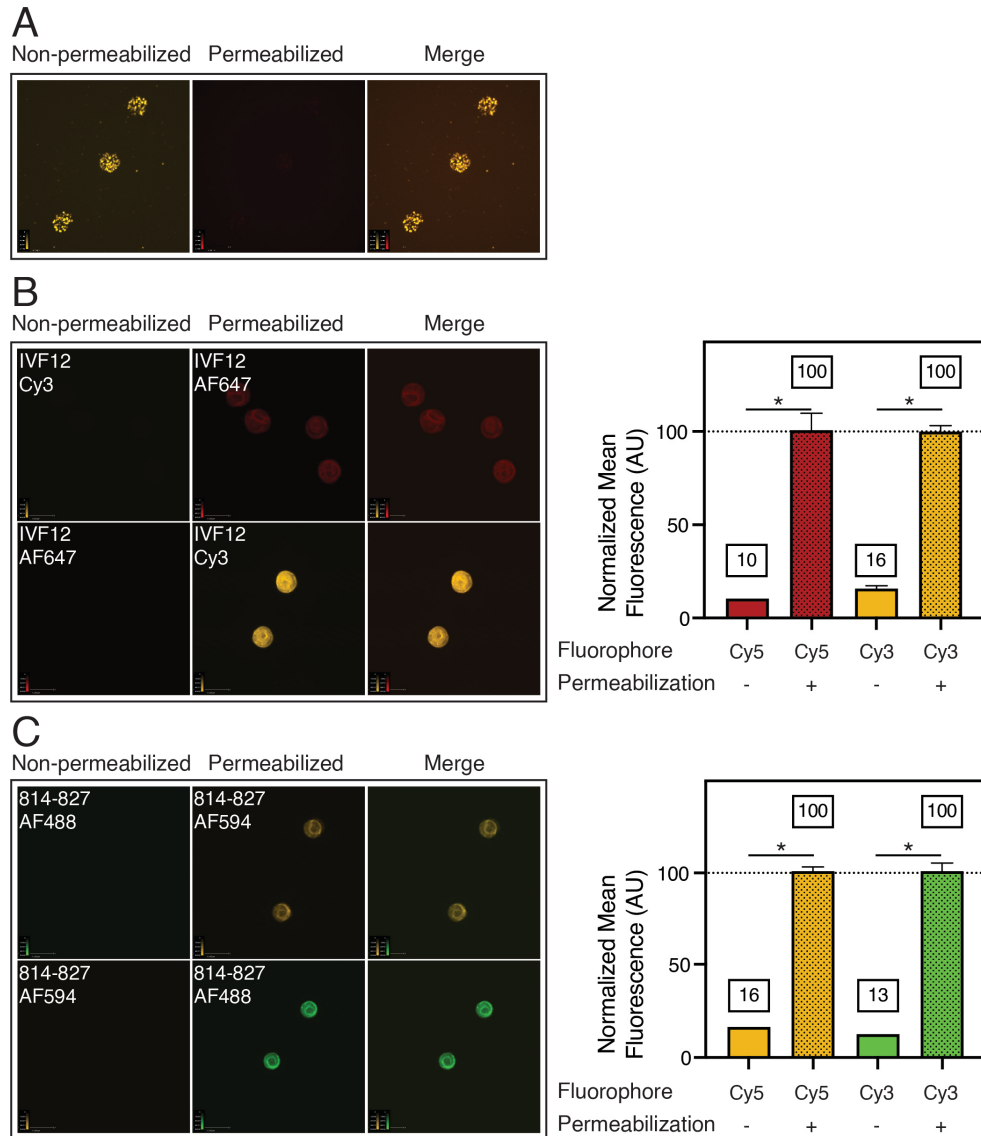 A
Non-permeabilized Permeabilized Merge
B
Non-permeabilized Permeabilized Merge
IVF12
Cy3
IVF12
AF647
IVF12
AF647
IVF12
Cy3
Normalized Mean
Fluorescence (AU)
100
50
0
10
100
16
100
*
*
Fluorophore Cy5 Cy5 Cy3 Cy3
Permeabilization - + - +
C
Non-permeabilized Permeabilized Merge
814-827
AF488
814-827
AF594
814-827
AF594
814-827
AF488
Normalized Mean
Fluorescence (AU)
100
50
0
16
100
13
100
*
*
Fluorophore Cy5 Cy5 Cy3 Cy3
Permeabilization - + - +